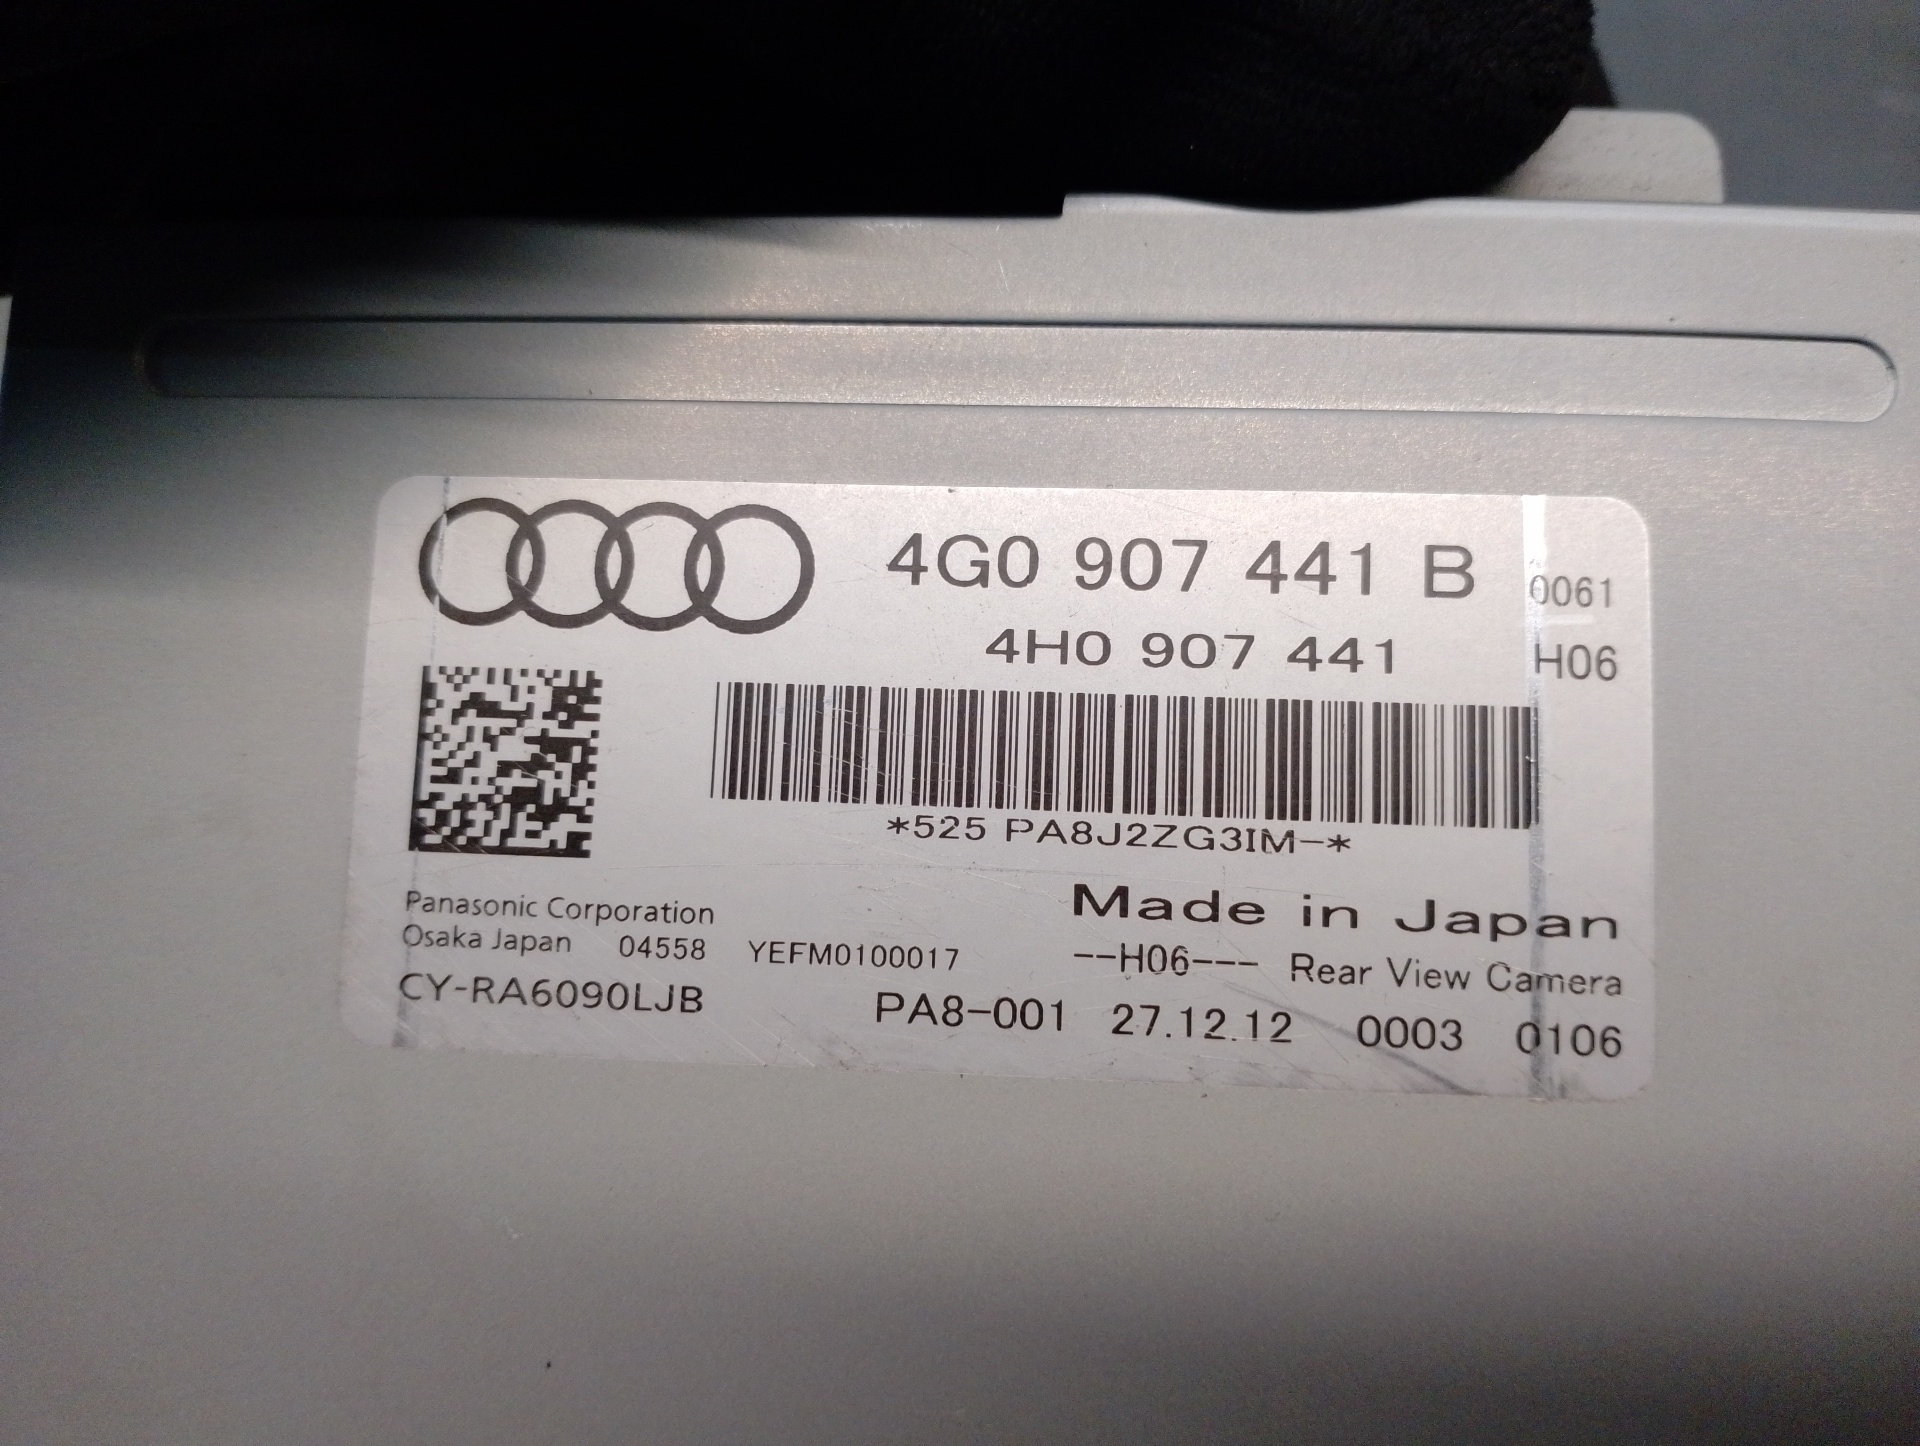 4G0 907 441 B 0061
4H0 907 441 H06
*525 PA8J2ZG3IM-*
Panasonic Corporation Made in Japan
Osaka Japan 04558 YEFM0100017 --H06--- Rear View Camera
CY-RA6090LJB PA8-001 27.12.12 0003 0106